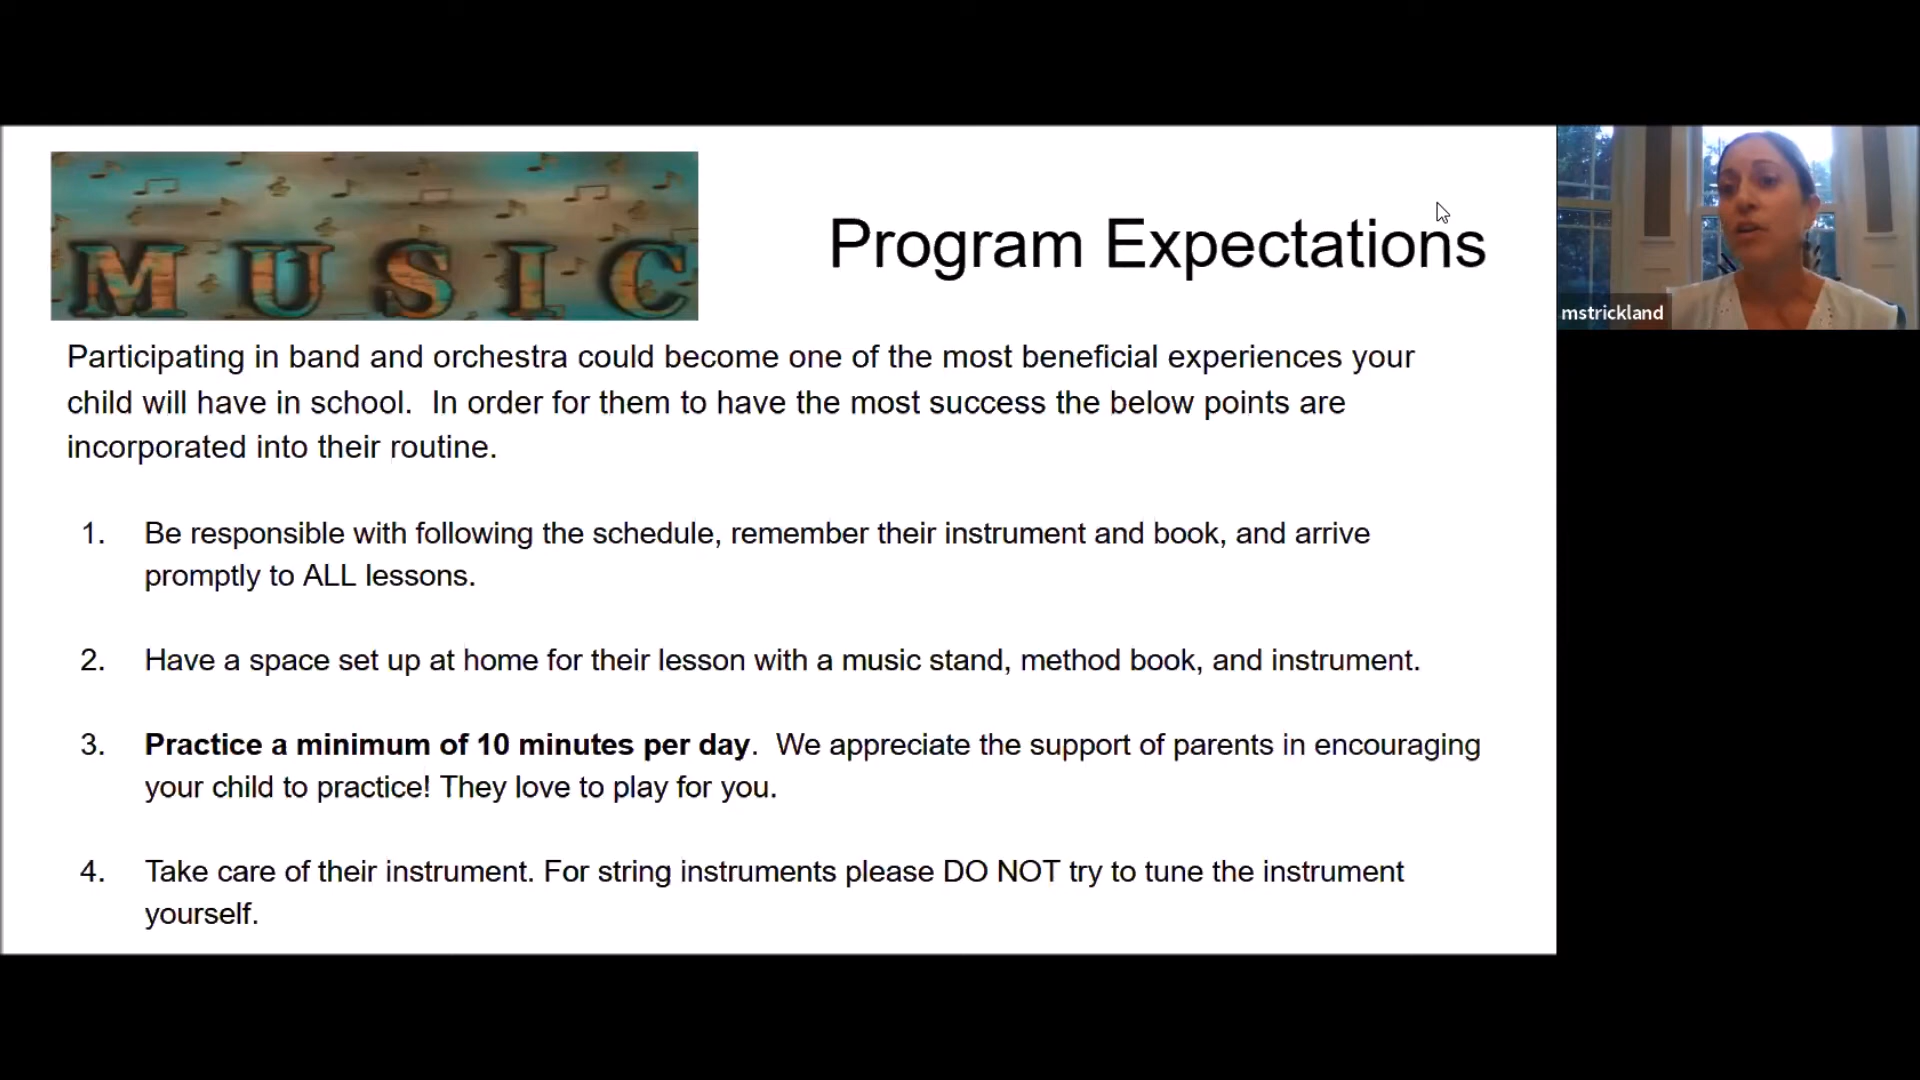 MUSIC
Program Expectations
mstrickland
Participating in band and orchestra could become one of the most beneficial experiences your
child will have in school.  In order for them to have the most success the below points are
incorporated into their routine.
1. Be responsible with following the schedule, remember their instrument and book, and arrive
promptly to ALL lessons.
2. Have a space set up at home for their lesson with a music stand, method book, and instrument.
3. Practice a minimum of 10 minutes per day.  We appreciate the support of parents in encouraging
your child to practice! They love to play for you.
4. Take care of their instrument. For string instruments please DO NOT try to tune the instrument
yourself.